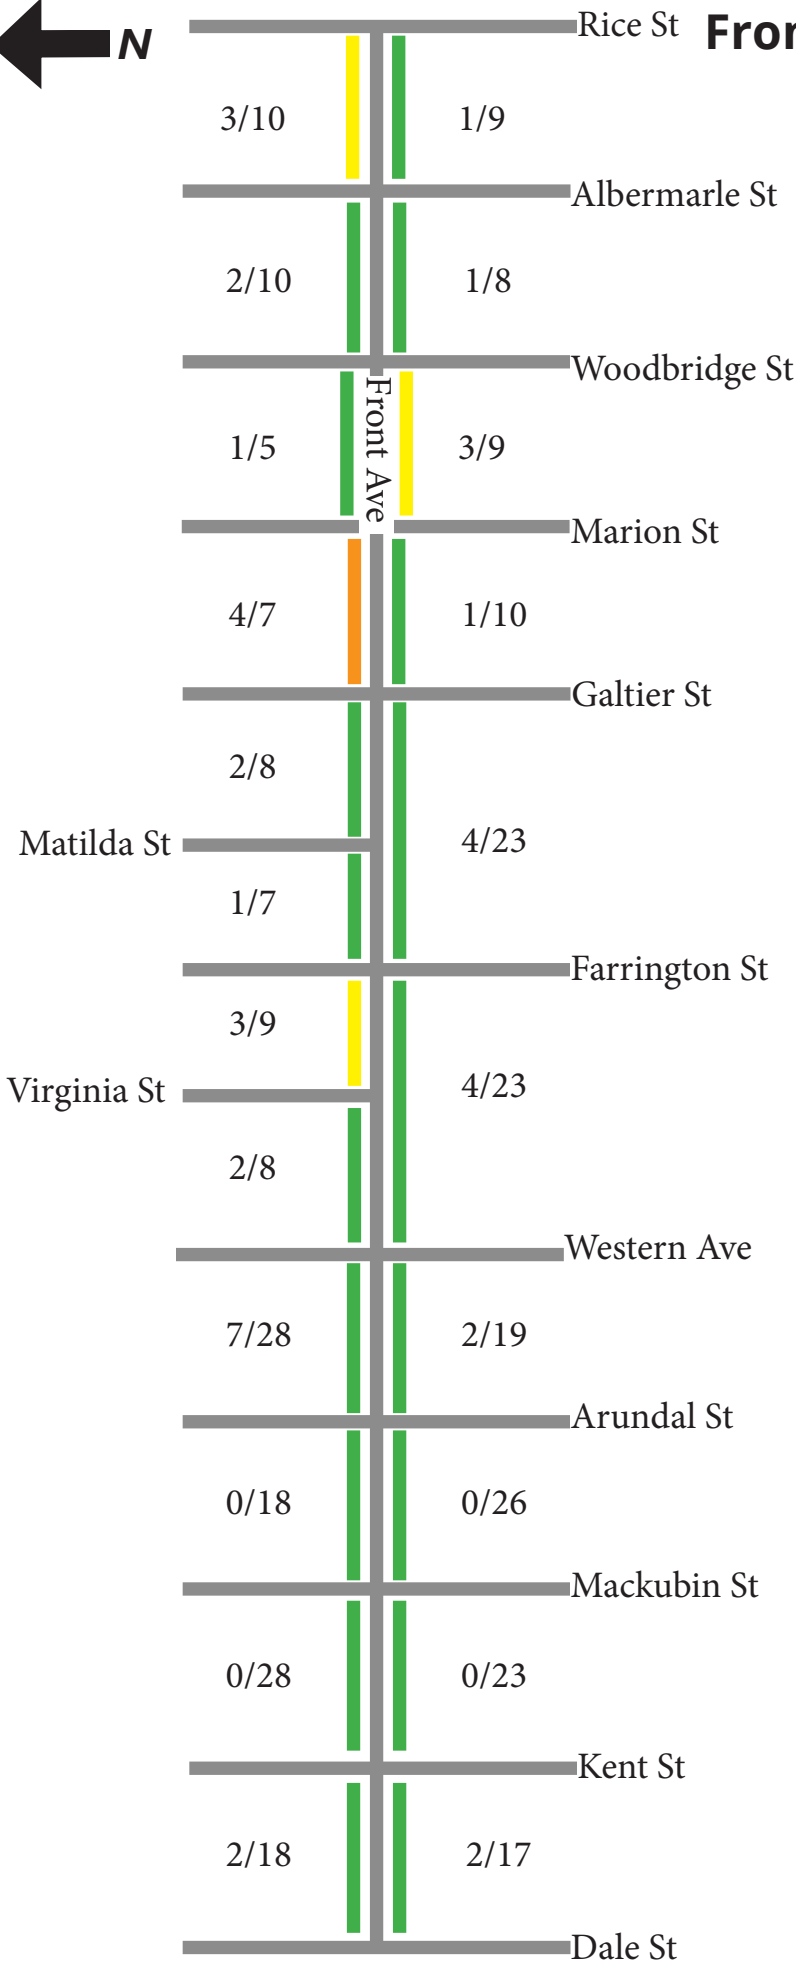 N
Rice St
Fron
3/10
1/9
Albermarle St
2/10
1/8
Woodbridge St
Front Ave
1/5
3/9
Marion St
4/7
1/10
Galtier St
2/8
Matilda St
4/23
1/7
Farrington St
3/9
Virginia St
4/23
2/8
Western Ave
7/28
2/19
Arundal St
0/18
0/26
Mackubin St
0/28
0/23
Kent St
2/18
2/17
Dale St